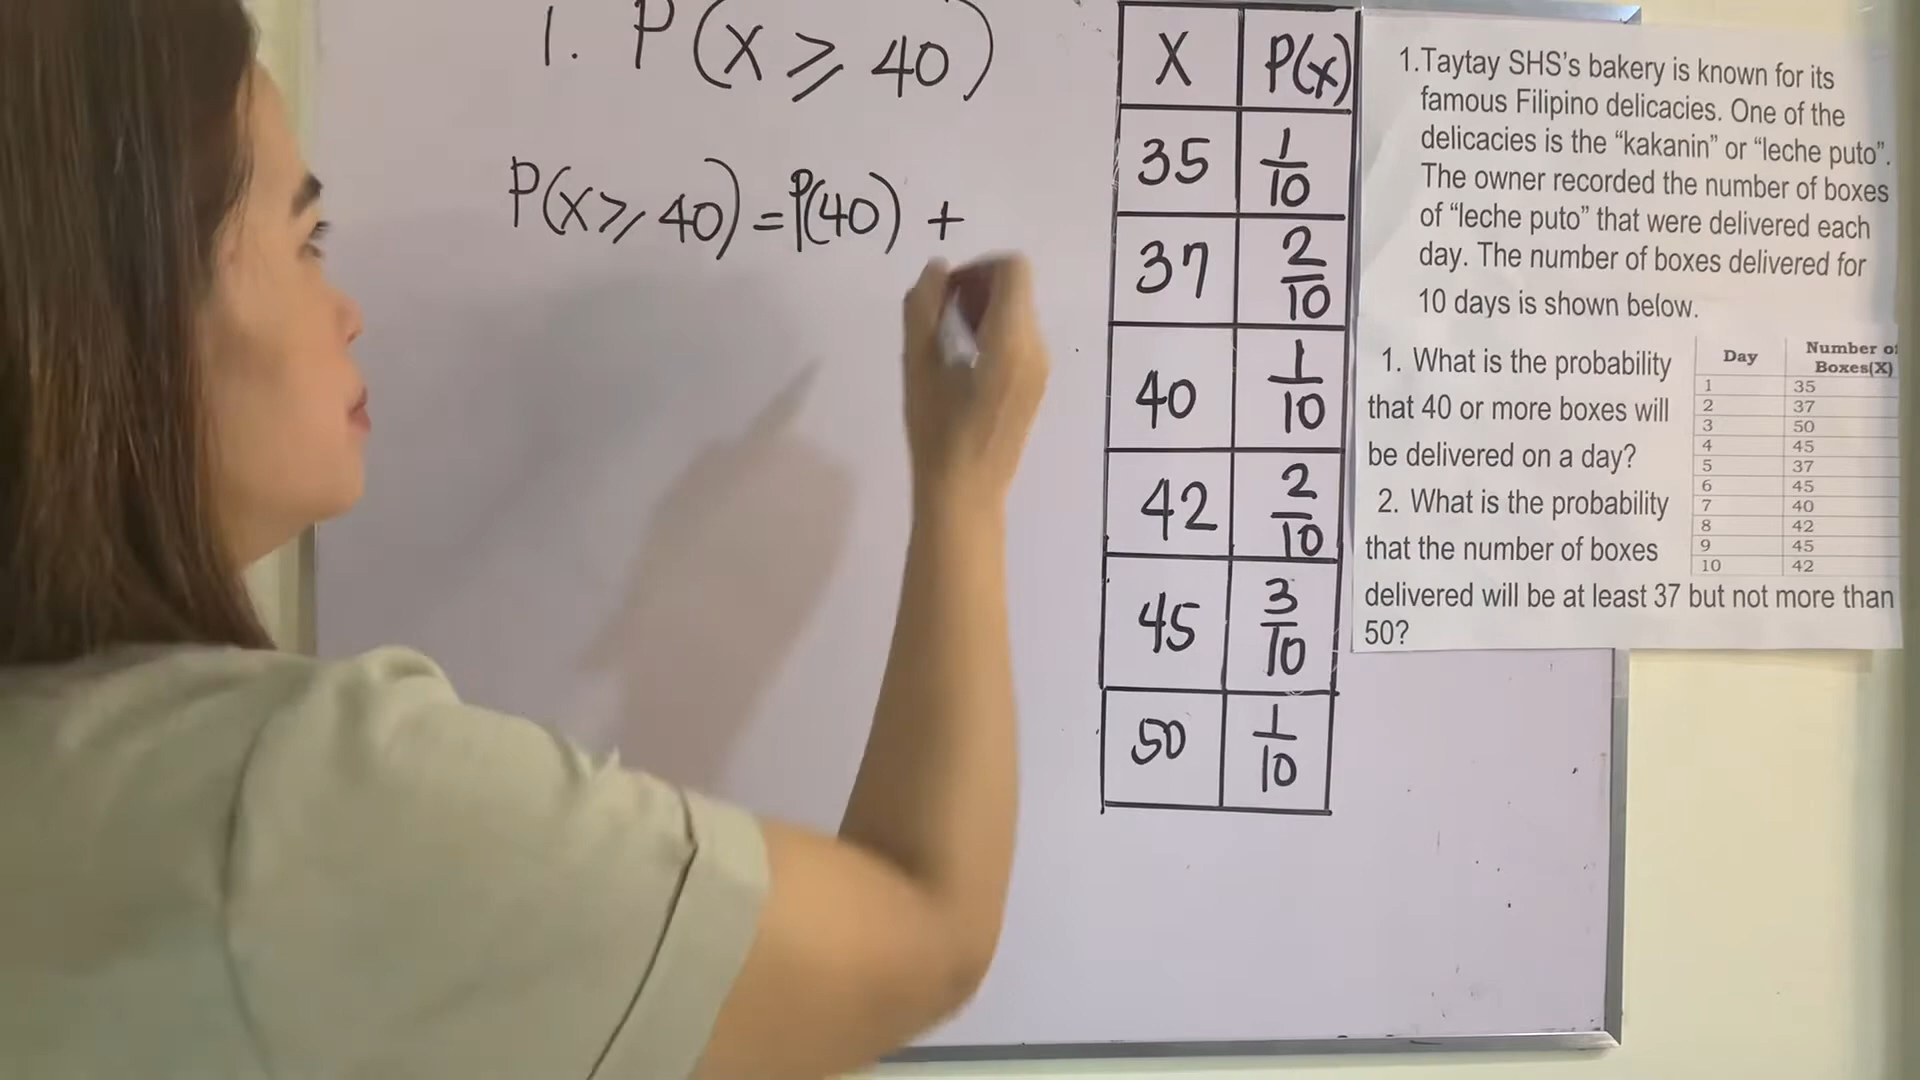 1. P(X ≥ 40)
P(X ≥ 40) = P(40) +
X P(x)
35 1/10
37 2/10
40 1/10
42 2/10
45 3/10
50 1/10
1.Taytay SHS's bakery is known for its
famous Filipino delicacies. One of the
delicacies is the “kakanin” or “leche puto”.
The owner recorded the number of boxes
of “leche puto” that were delivered each
day. The number of boxes delivered for
10 days is shown below.
1. What is the probability
that 40 or more boxes will
be delivered on a day?
2. What is the probability
that the number of boxes
delivered will be at least 37 but not more than
50?
Day Number of
Boxes(X)
1 35
2 37
3 50
4 45
5 37
6 45
7 40
8 42
9 45
10 42